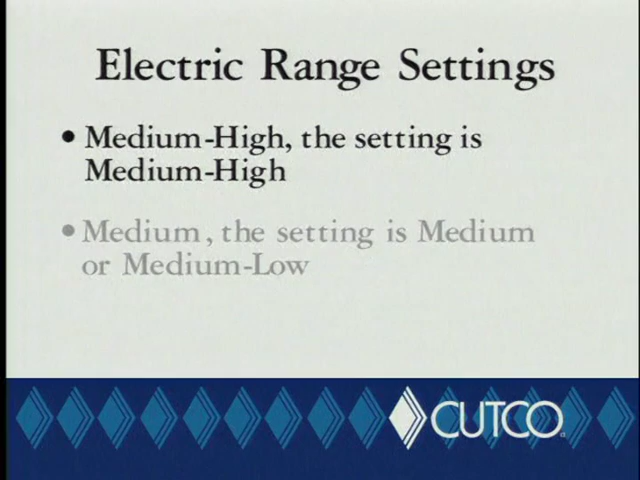 Electric Range Settings
• Medium-High, the setting is
Medium-High
• Medium, the setting is Medium
or Medium-Low
CUTCO